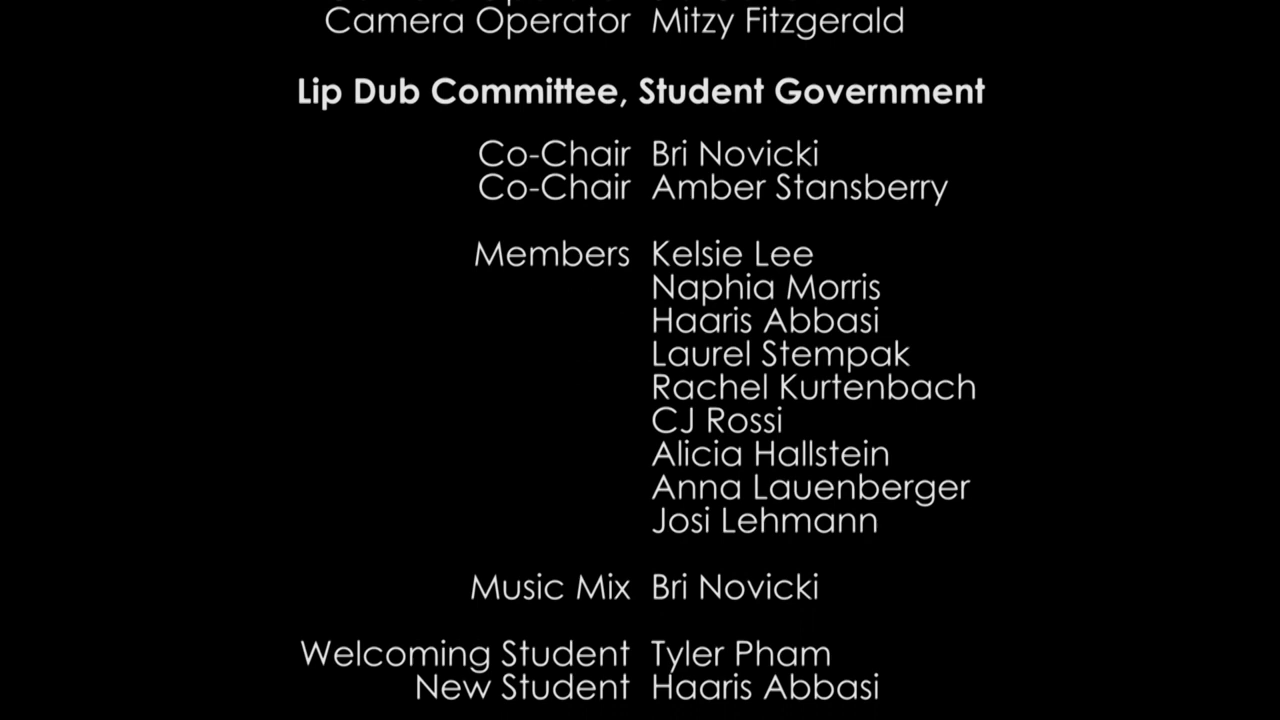 Camera Operator Mitzy Fitzgerald
Lip Dub Committee, Student Government
Co-Chair Bri Novicki
Co-Chair Amber Stansberry
Members Kelsie Lee
Naphia Morris
Haaris Abbasi
Laurel Stempak
Rachel Kurtenbach
CJ Rossi
Alicia Hallstein
Anna Lauenberger
Josi Lehmann
Music Mix Bri Novicki
Welcoming Student Tyler Pham
New Student Haaris Abbasi